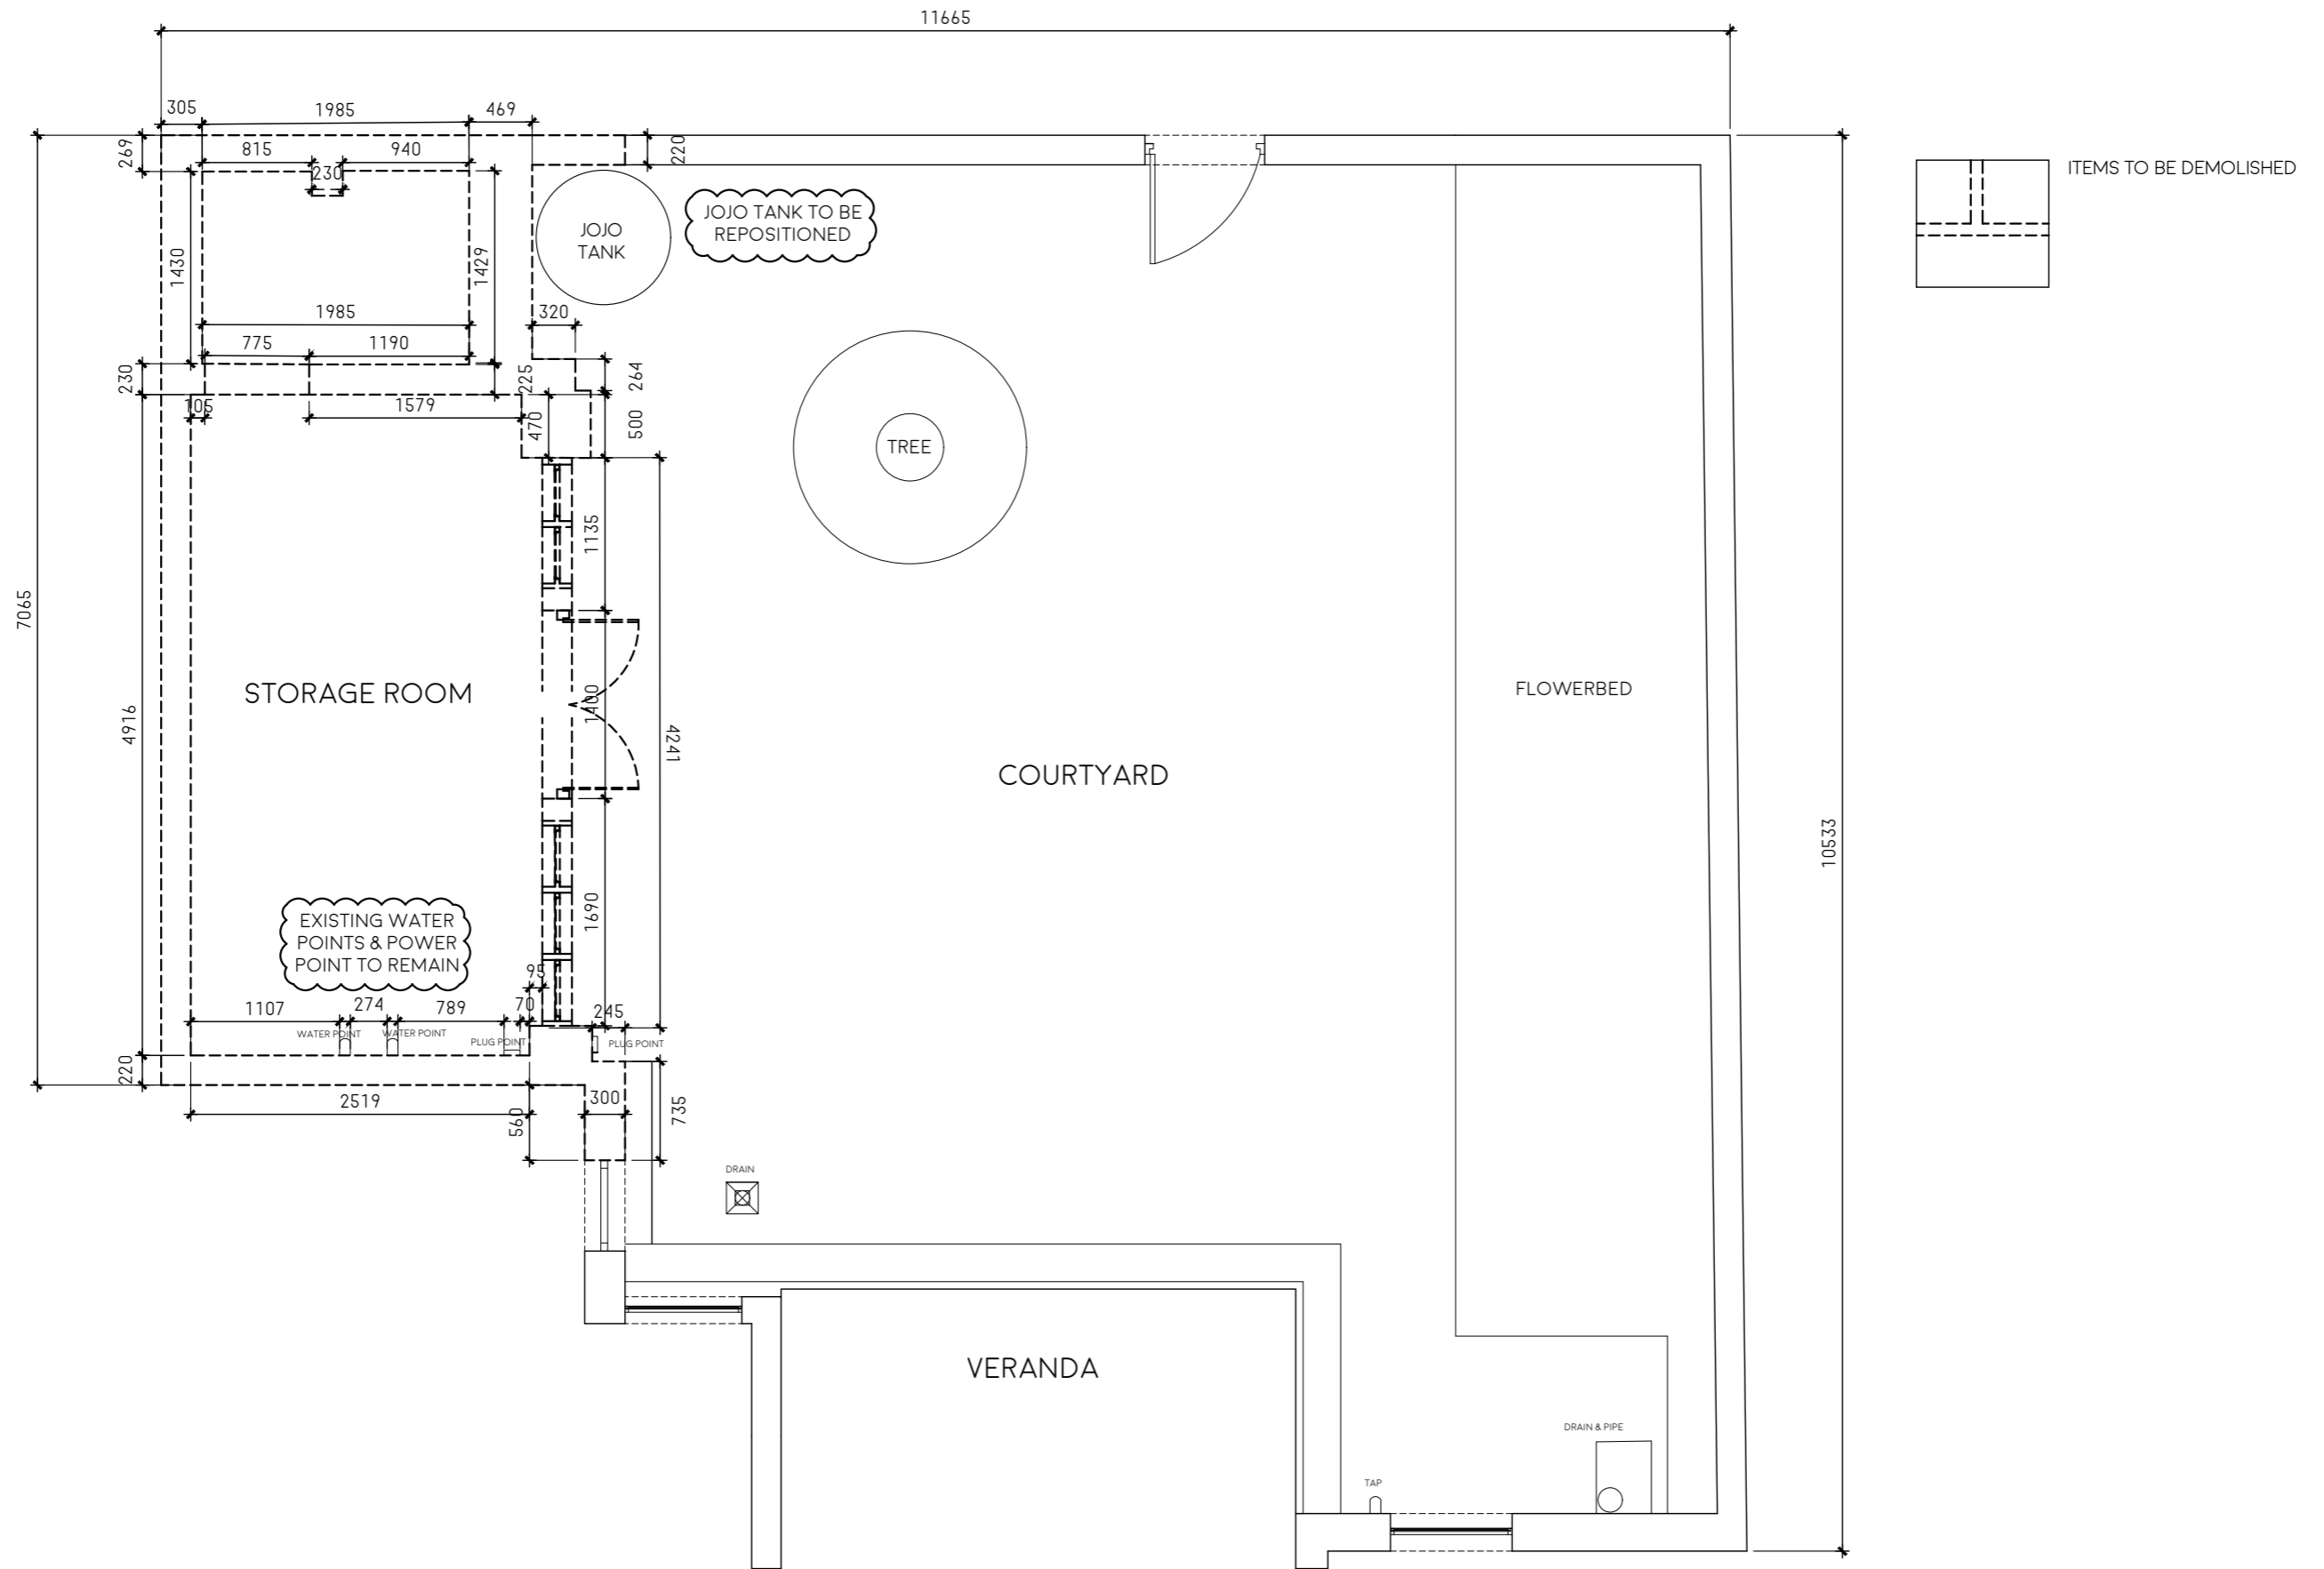 11665
305
1985
469
269
815
940
230
220
ITEMS TO BE DEMOLISHED
JOJO TANK TO BE
REPOSITIONED
JOJO
TANK
1430
1429
1985
320
775
1190
230
225
264
105
1579
470
500
TREE
1135
7065
STORAGE ROOM
FLOWERBED
4916
1400
4241
COURTYARD
10533
EXISTING WATER
POINTS & POWER
POINT TO REMAIN
1690
95
1107
274
789
70
245
WATER POINT
WATER POINT
PLUG POINT
PLUG POINT
220
2519
560
300
735
DRAIN
VERANDA
DRAIN & PIPE
TAP